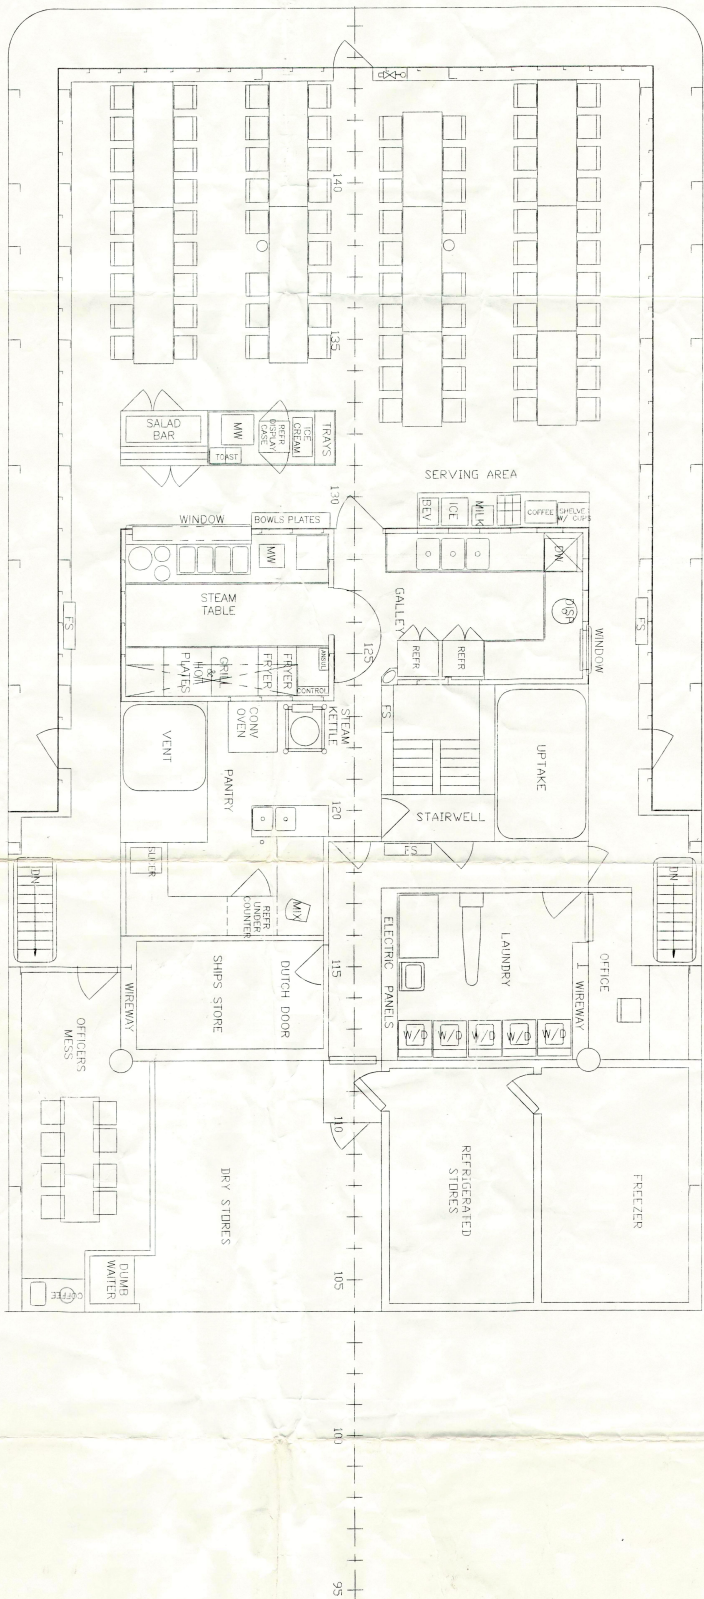 140
135
SALAD
BAR
MW
TOAST
REFR
DISPLAY
CASE
ICE
CREAM
TRAYS
SERVING AREA
130
WINDOW
BOWLS PLATES
BEV
ICE
MILK
COFFEE
SHELVE
W/ CUPS
MW
DW
STEAM
TABLE
GALLEY
DISP
WINDOW
FS
FS
125
REFR
REFR
PLATES
HOT
&
GRILL
FRYER
FRYER
ANSUL
CONTROL
VENT
CONV
OVEN
STEAM
KETTLE
FS
UPTAKE
PANTRY
120
STAIRWELL
FS
DN
DN
MIX
REFR
UNDER
COUNTER
ELECTRIC PANELS
LAUNDRY
OFFICE
WIREWAY
115
SHIPS STORE
DUTCH DOOR
WIREWAY
OFFICERS
MESS
W/D
W/D
W/D
W/D
W/D
110
DRY STORES
REFRIGERATED
STORES
FREEZER
105
DUMB
WAITER
COFFEE
100
95